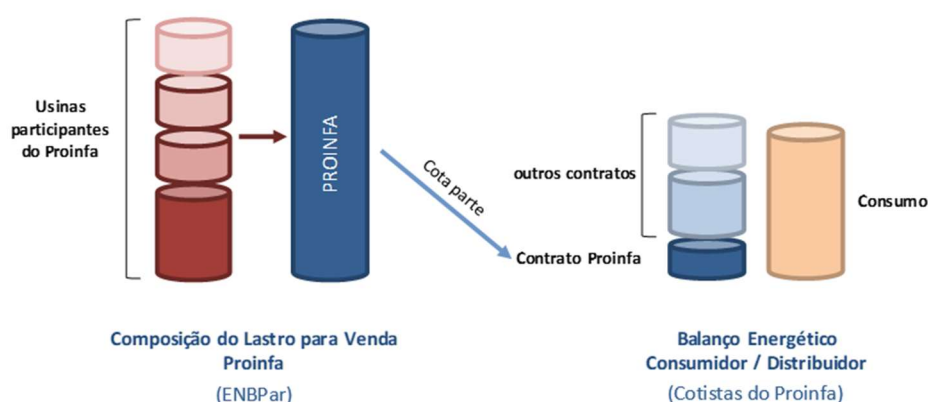 Usinas
participantes
do Proinfa
PROINFA
Cota parte
outros contratos
Contrato Proinfa
Consumo
Composição do Lastro para Venda
Proinfa
(ENBPar)
Balanço Energético
Consumidor / Distribuidor
(Cotistas do Proinfa)